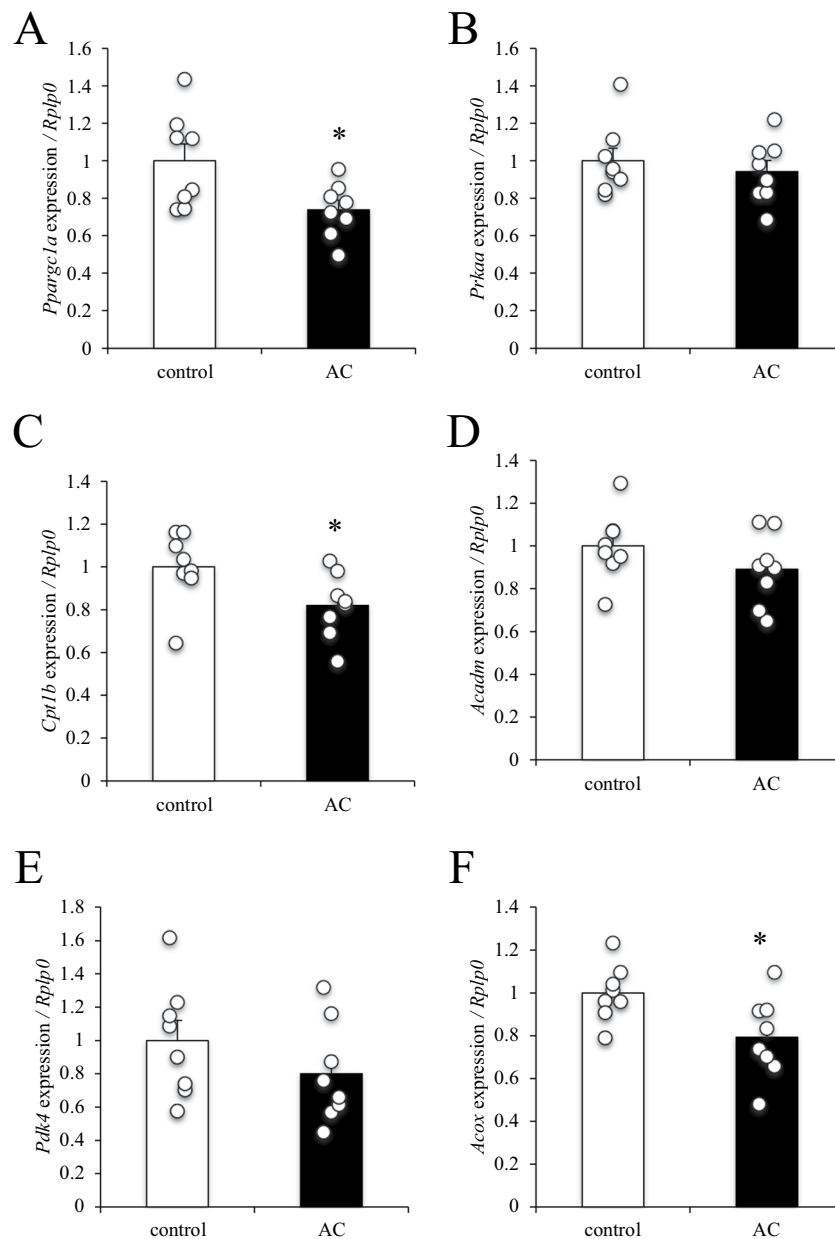 A
Ppargc1a expression / Rplp0
1.6
1.4
1.2
1
0.8
0.6
0.4
0.2
0
*
control
AC
B
Prkaa expression / Rplp0
1.6
1.4
1.2
1
0.8
0.6
0.4
0.2
0
control
AC
C
Cpt1b expression / Rplp0
1.4
1.2
1
0.8
0.6
0.4
0.2
0
*
control
AC
D
Acadm expression / Rplp0
1.4
1.2
1
0.8
0.6
0.4
0.2
0
control
AC
E
Pdk4 expression / Rplp0
1.8
1.6
1.4
1.2
1
0.8
0.6
0.4
0.2
0
control
AC
F
Acox expression / Rplp0
1.4
1.2
1
0.8
0.6
0.4
0.2
0
*
control
AC